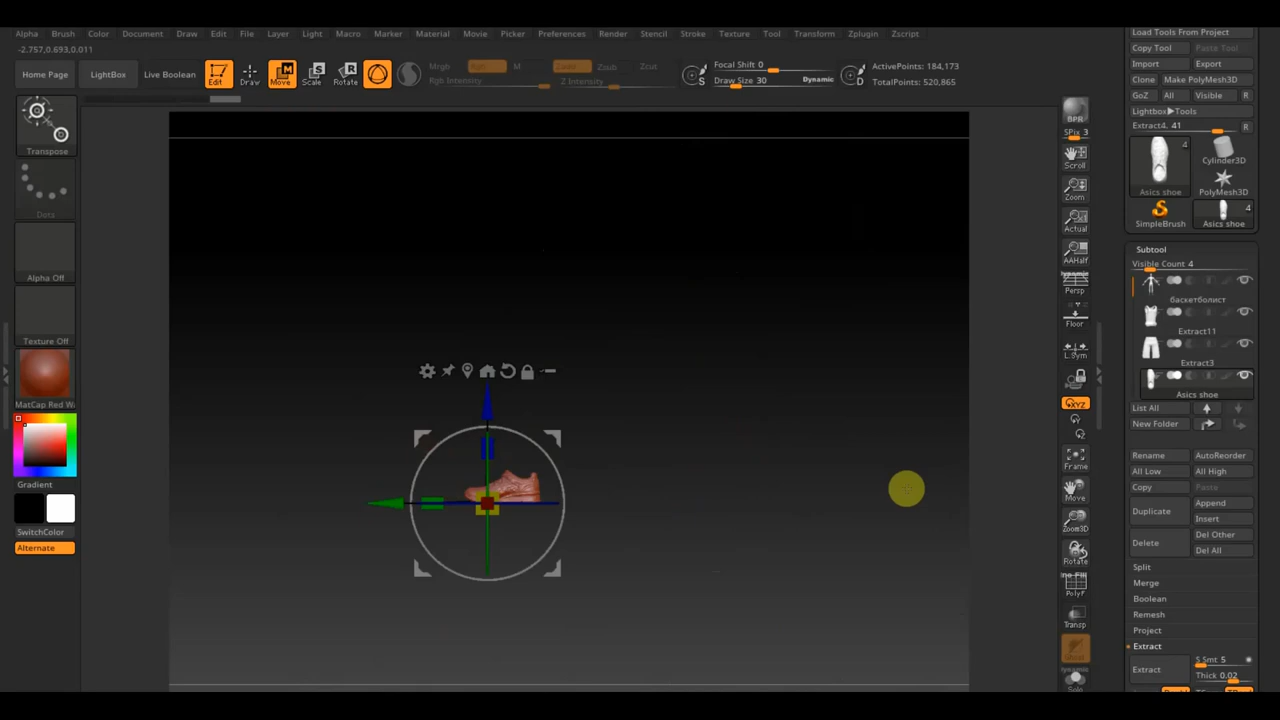 Alpha Brush Color Document Draw Edit File Layer Light Macro Marker Material Movie Picker Preferences Render Stencil Stroke Texture Tool Transform Zplugin Zscript
-2.757,0.693,0.011
Home Page
LightBox
Live Boolean
Edit
Draw
Move
Scale
Rotate
Mrgb
Rgb
M
Rgb Intensity
Zadd
Zsub
Zcut
Z Intensity
S
Focal Shift 0
Draw Size 30
Dynamic
D
ActivePoints: 184,173
TotalPoints: 520,865
Transpose
Dots
Alpha Off
Texture Off
MatCap Red Wa
Gradient
SwitchColor
Alternate
BPR
SPix 3
Scroll
Zoom
Actual
AAHalf
Dynamic
Persp
Floor
L.Sym
XYZ
Y
Z
Frame
Move
Zoom3D
Rotate
Line Fill
PolyF
Transp
Ghost
Dynamic
Solo
Load Tools From Project
Copy Tool Paste Tool
Import Export
Clone Make PolyMesh3D
GoZ All Visible R
Lightbox▶Tools
Extract4. 41 R
4
Asics shoe
Cylinder3D
PolyMesh3D
SimpleBrush
4
Asics shoe
Subtool
Visible Count 4
баскетболист
Extract11
Extract3
Asics shoe
List All
New Folder
Rename AutoReorder
All Low All High
Copy Paste
Duplicate Append
Insert
Delete Del Other
Del All
Split
Merge
Boolean
Remesh
Project
Extract
Extract S Smt 5
Thick 0.02